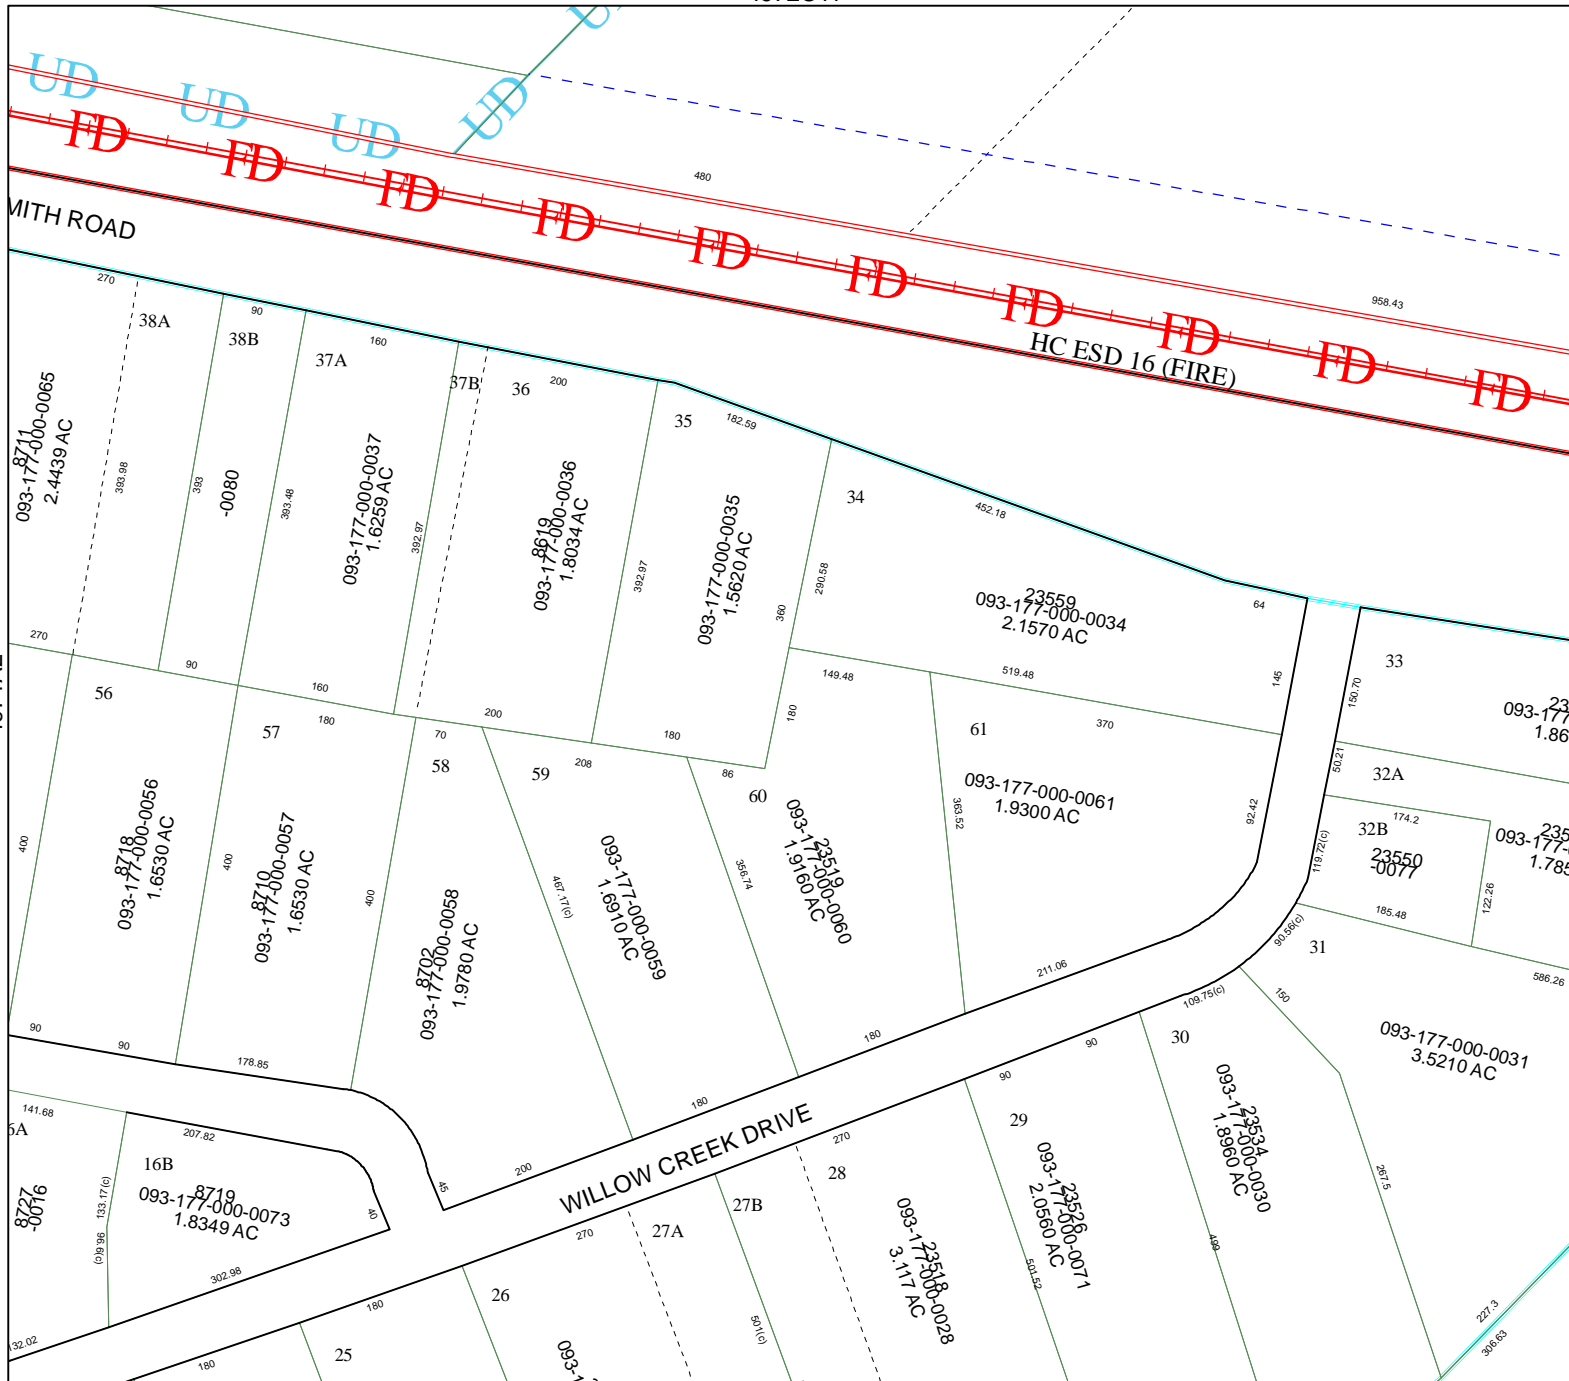 UD
UD
UD
UD
FD
FD
FD
FD
FD
FD
FD
FD
FD
FD
480
958.43
HC ESD 16 (FIRE)
MITH ROAD
270
90
160
200
182.59
452.18
64
38A
38B
37A
37B
36
35
34
33
8711
093-177-000-0065
2.4439 AC
393.98
393
-0080
393.48
093-177-000-0037
1.6259 AC
392.97
8619
093-177-000-0036
1.8034 AC
392.97
093-177-000-0035
1.5620 AC
360
290.58
23559
093-177-000-0034
2.1570 AC
519.48
149.48
145
150.70
270
90
160
180
200
180
180
370
70
208
86
56
57
58
59
60
61
32A
50.21
174.2
32B
23550
-0077
119.72(c)
122.26
185.48
90.56(c)
31
586.26
400
8718
093-177-000-0056
1.6530 AC
400
8710
093-177-000-0057
1.6530 AC
400
8702
093-177-000-0058
1.9780 AC
467.17(c)
093-177-000-0059
1.6910 AC
356.74
23519
093-177-000-0060
1.9160 AC
363.52
093-177-000-0061
1.9300 AC
92.42
211.06
109.75(c)
150
093-177-000-0031
3.5210 AC
90
90
178.85
180
180
200
45
WILLOW CREEK DRIVE
90
90
270
270
30
23534
093-177-000-0030
1.8960 AC
267.5
499
29
23526
093-177-000-0071
2.0560 AC
501.52
28
23518
093-177-000-0028
3.117 AC
27B
27A
501(c)
141.68
6A
207.82
16B
8719
093-177-000-0073
1.8349 AC
133.17(c)
96.6(c)
8727
-0016
40
302.98
132.02
180
180
26
25
227.3
306.63